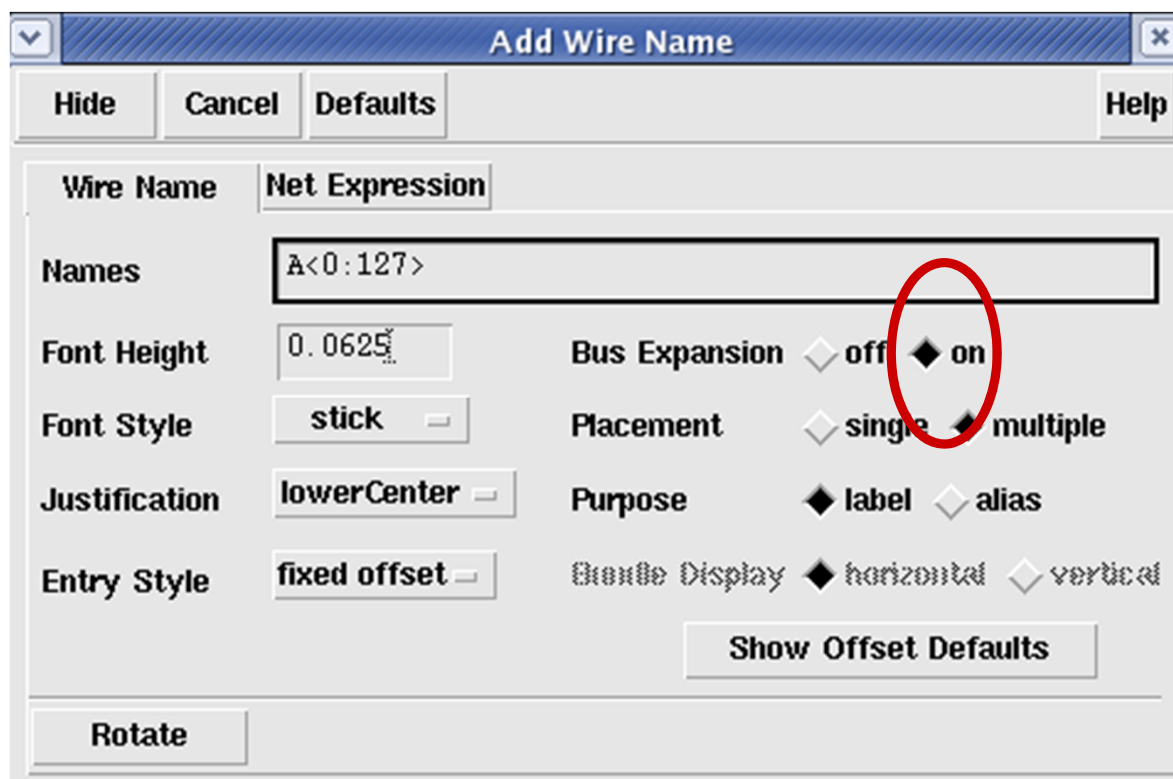 Add Wire Name
Hide Cancel Defaults Help
Wire Name Net Expression
Names A<0:127>
Font Height 0.0625 Bus Expansion off on
Font Style stick Placement single multiple
Justification lowerCenter Purpose label alias
Entry Style fixed offset Bundle Display horizontal vertical
Show Offset Defaults
Rotate